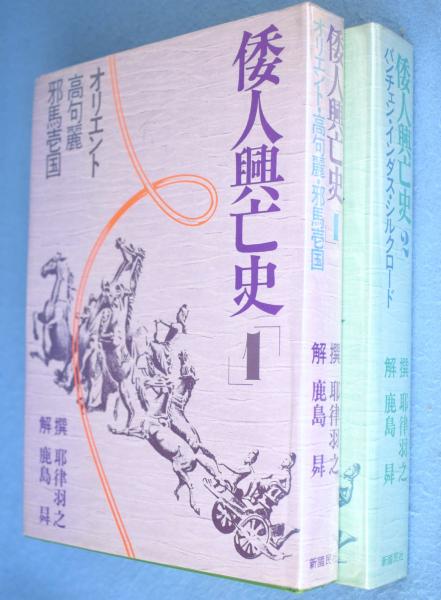 倭人興亡史「1」
オリエント
高句麗
邪馬壱国
撰 耶律羽之
解 鹿島 曻
倭人興亡史 1
オリエント・高句麗・邪馬壱国
撰 耶律羽之
解 鹿島 曻
新國民社
倭人興亡史 2
バンチェン・インダス・シルクロード
撰 耶律羽之
解 鹿島 曻
新國民社